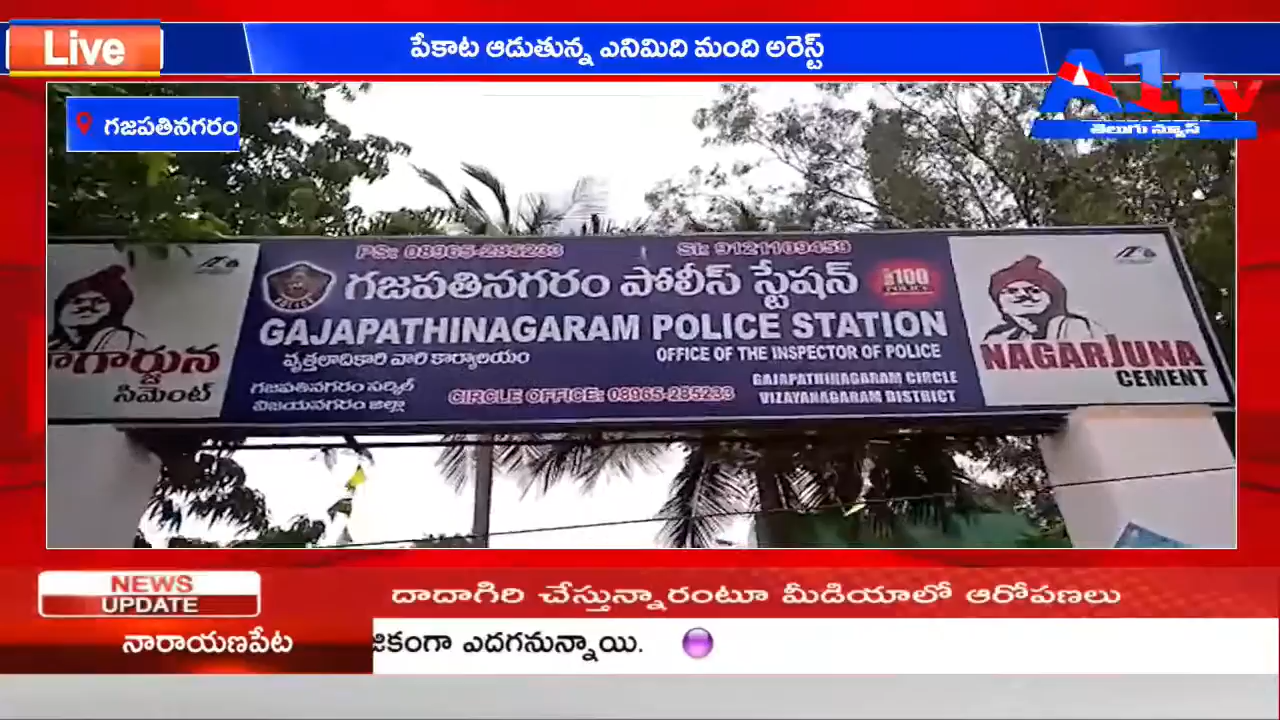 Live
పేకాట ఆడుతున్న ఎనిమిది మంది అరెస్ట్
A1tv
తెలుగు న్యూస్
గజపతినగరం
PS: 08965-285233
SI: 9121109459
గజపతినగరం పోలీస్ స్టేషన్
100
POLICE
GAJAPATHINAGARAM POLICE STATION
వృత్తలాదికారి వారి కార్యాలయం
OFFICE OF THE INSPECTOR OF POLICE
గజపతినగరం సర్కిల్
విజయనగరం జిల్లా
CIRCLE OFFICE: 08965-285233
GAJAPATHINAGARAM CIRCLE
VIZAYANAGARAM DISTRICT
నాగార్జున
సిమెంట్
NAGARJUNA
CEMENT
NEWS
UPDATE
దాదాగిరి చేస్తున్నారంటూ మీడియాలో ఆరోపణలు
నారాయణపేట
జికంగా ఎదగనున్నాయి.